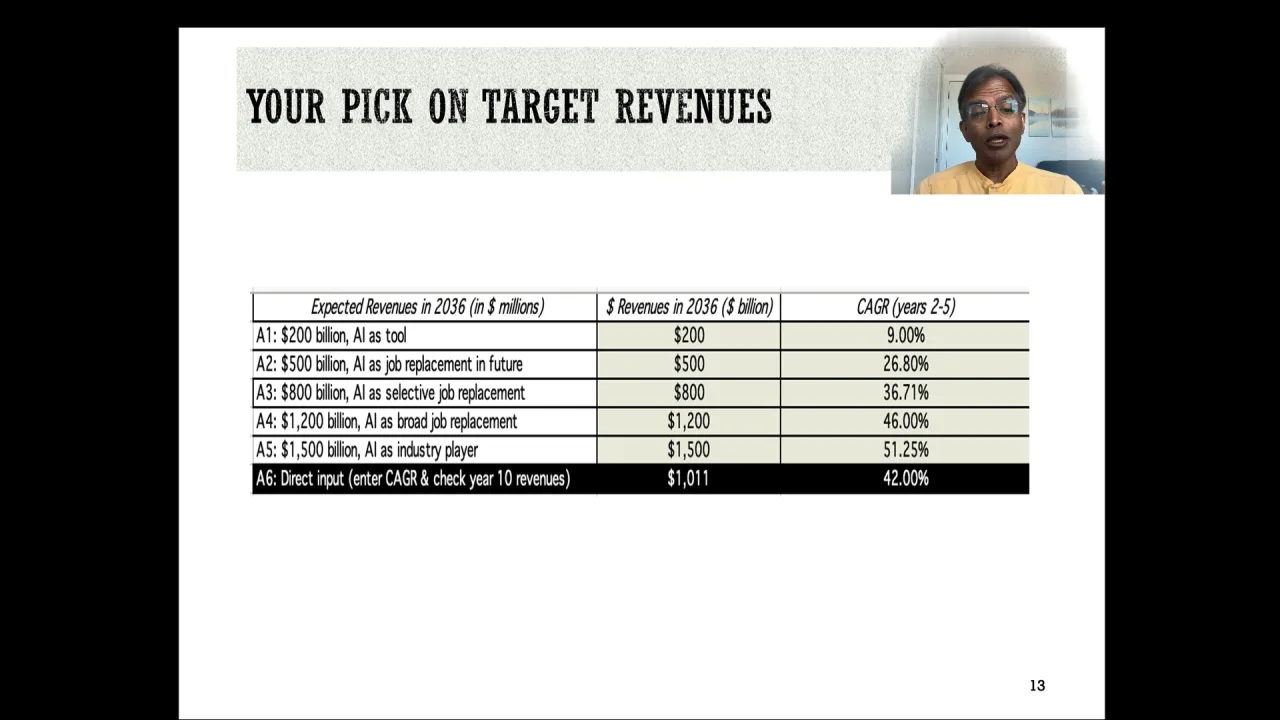 YOUR PICK ON TARGET REVENUES
Expected Revenues in 2036 (in $ millions) $ Revenues in 2036 ($ billion) CAGR (years 2-5)
A1: $200 billion, AI as tool $200 9.00%
A2: $500 billion, AI as job replacement in future $500 26.80%
A3: $800 billion, AI as selective job replacement $800 36.71%
A4: $1,200 billion, AI as broad job replacement $1,200 46.00%
A5: $1,500 billion, AI as industry player $1,500 51.25%
A6: Direct input (enter CAGR & check year 10 revenues) $1,011 42.00%
13